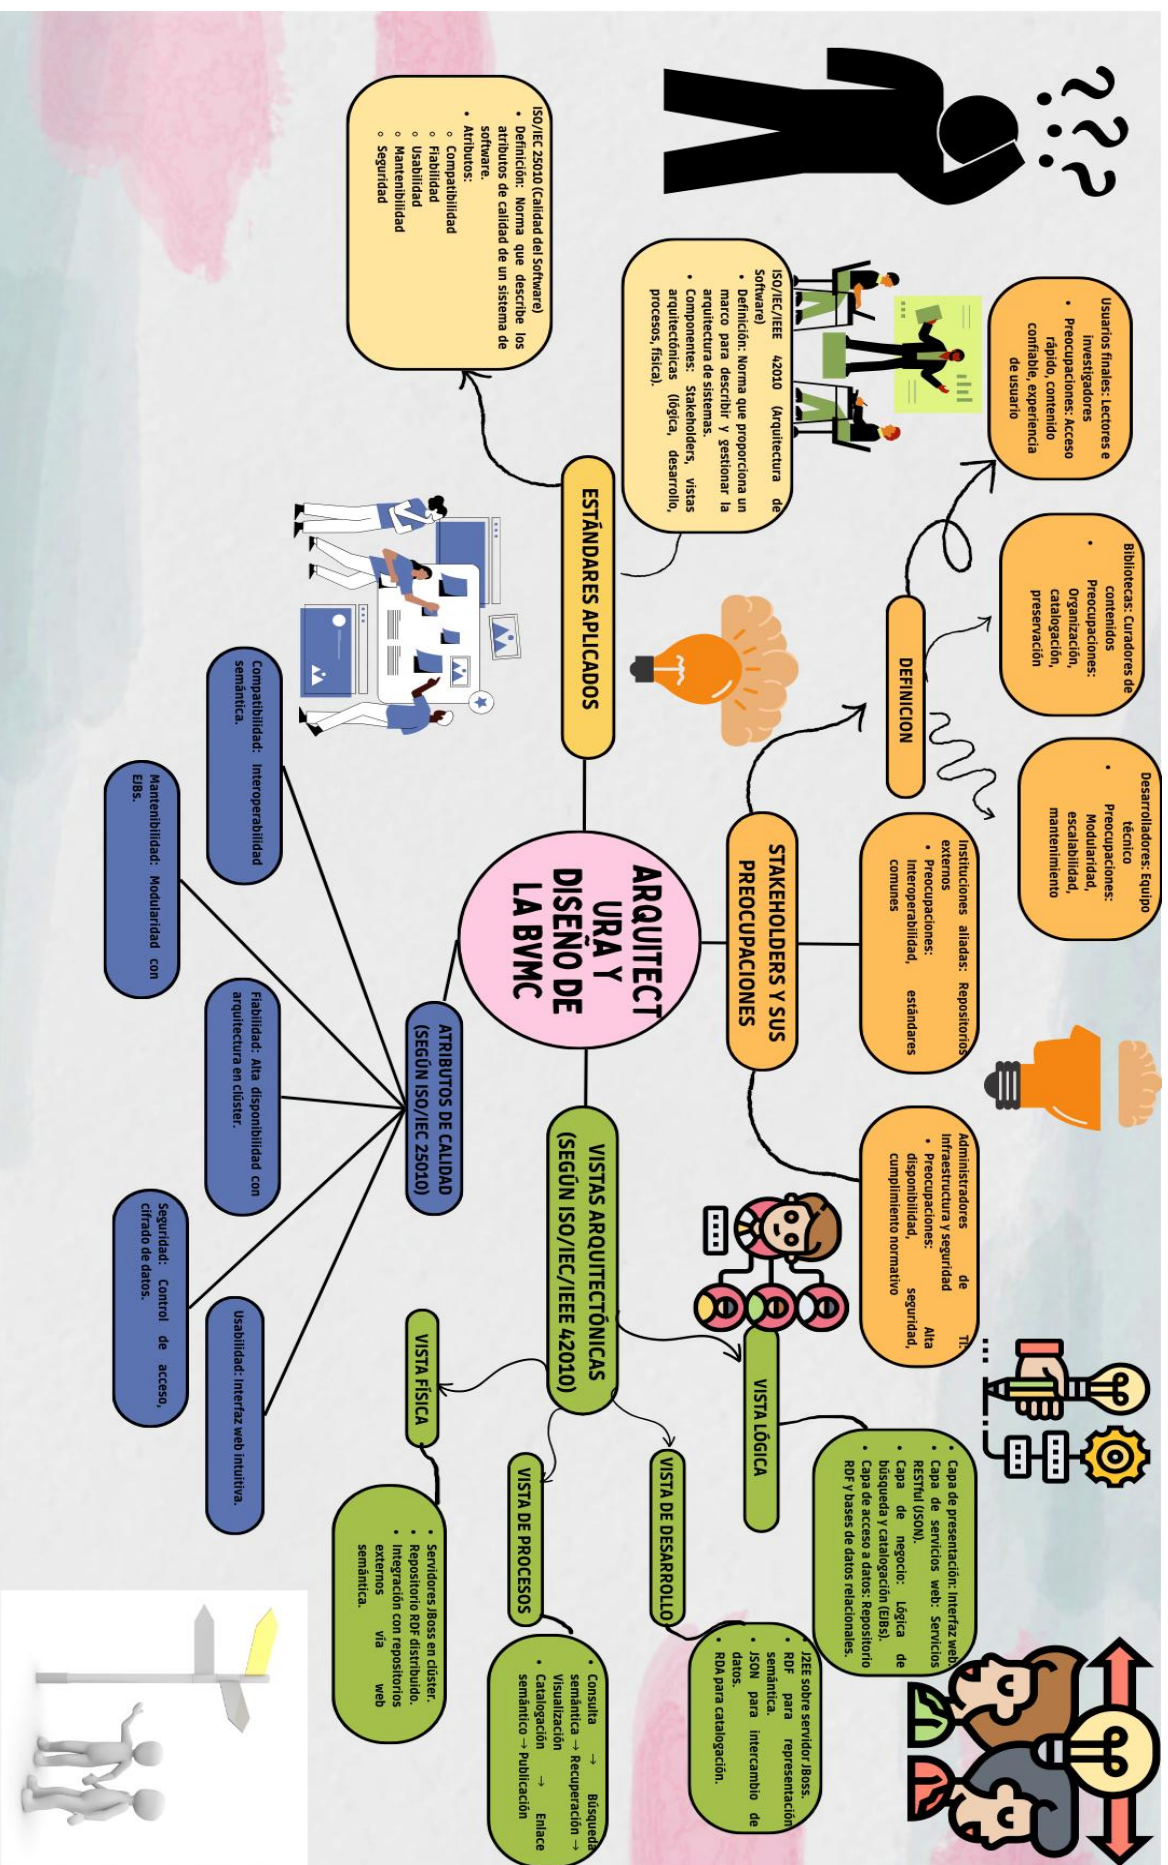 ???
Usuarios finales: Lectores e
investigadores
• Preocupaciones: Acceso
rápido, contenido
confiable, experiencia
de usuario
Bibliotecas: Curadores de
contenidos
• Preocupaciones:
Organización,
catalogación,
preservación
Desarrolladores: Equipo
técnico
• Preocupaciones:
Modularidad,
escalabilidad,
mantenimiento
DEFINICION
Instituciones aliadas: Repositorios
externos
• Preocupaciones:
Interoperabilidad, estándares
comunes
Administradores de TI:
Infraestructura y seguridad
• Preocupaciones: Alta
disponibilidad, seguridad,
cumplimiento normativo
STAKEHOLDERS Y SUS
PREOCUPACIONES
ISO/IEC/IEEE 42010 (Arquitectura de
Software)
• Definición: Norma que proporciona un
marco para describir y gestionar la
arquitectura de sistemas.
• Componentes: Stakeholders, vistas
arquitectónicas (lógica, desarrollo,
procesos, física).
ISO/IEC 25010 (Calidad del Software)
• Definición: Norma que describe los
atributos de calidad de un sistema de
software.
• Atributos:
◦ Compatibilidad
◦ Fiabilidad
◦ Usabilidad
◦ Mantenibilidad
◦ Seguridad
ESTÁNDARES APLICADOS
ARQUITECT
URA Y
DISEÑO DE
LA BVMC
VISTAS ARQUITECTÓNICAS
(SEGÚN ISO/IEC/IEEE 42010)
VISTA LÓGICA
• Capa de presentación: Interfaz web.
• Capa de servicios web: Servicios
RESTful (JSON).
• Capa de negocio: Lógica de
búsqueda y catalogación (EJBs).
• Capa de acceso a datos: Repositorio
RDF y bases de datos relacionales.
VISTA DE DESARROLLO
• J2EE sobre servidor JBoss.
• RDF para representación
semántica.
• JSON para intercambio de
datos.
• RDA para catalogación.
VISTA DE PROCESOS
• Consulta → Búsqueda
semántica → Recuperación →
Visualización
• Catalogación → Enlace
semántico → Publicación
VISTA FÍSICA
• Servidores JBoss en clúster.
• Repositorio RDF distribuido.
• Integración con repositorios
externos vía web
semántica.
ATRIBUTOS DE CALIDAD
(SEGÚN ISO/IEC 25010)
Compatibilidad: Interoperabilidad
semántica.
Mantenibilidad: Modularidad con
EJBs.
Fiabilidad: Alta disponibilidad con
arquitectura en clúster.
Seguridad: Control de acceso,
cifrado de datos.
Usabilidad: Interfaz web intuitiva.